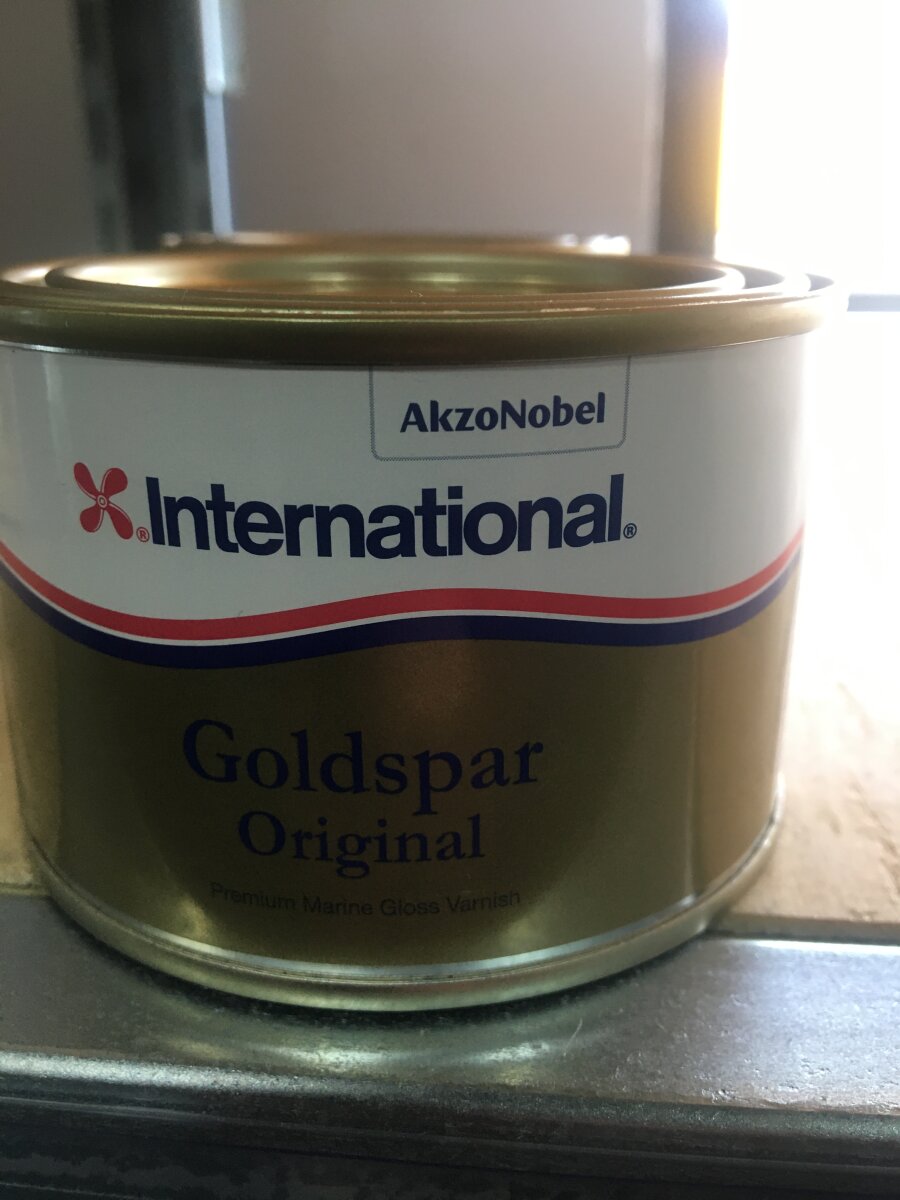 AkzoNobel
®International®
Goldspar
Original
Premium Marine Gloss Varnish